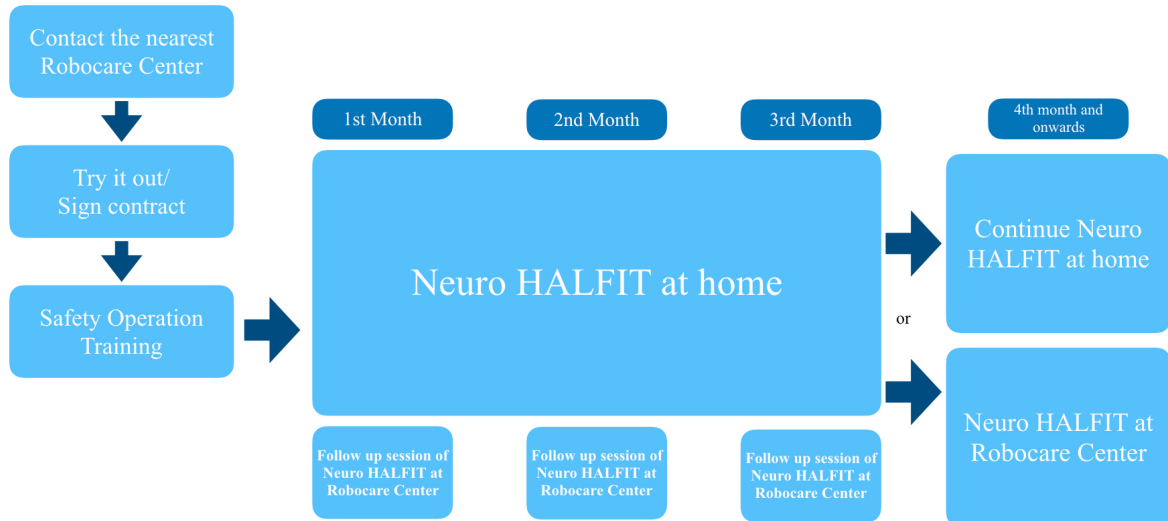 Contact the nearest
Robocare Center
Try it out/
Sign contract
Safety Operation
Training
1st Month
2nd Month
3rd Month
4th month and
onwards
Neuro HALFIT at home
Continue Neuro
HALFIT at home
or
Neuro HALFIT at
Robocare Center
Follow up session of
Neuro HALFIT at
Robocare Center
Follow up session of
Neuro HALFIT at
Robocare Center
Follow up session of
Neuro HALFIT at
Robocare Center